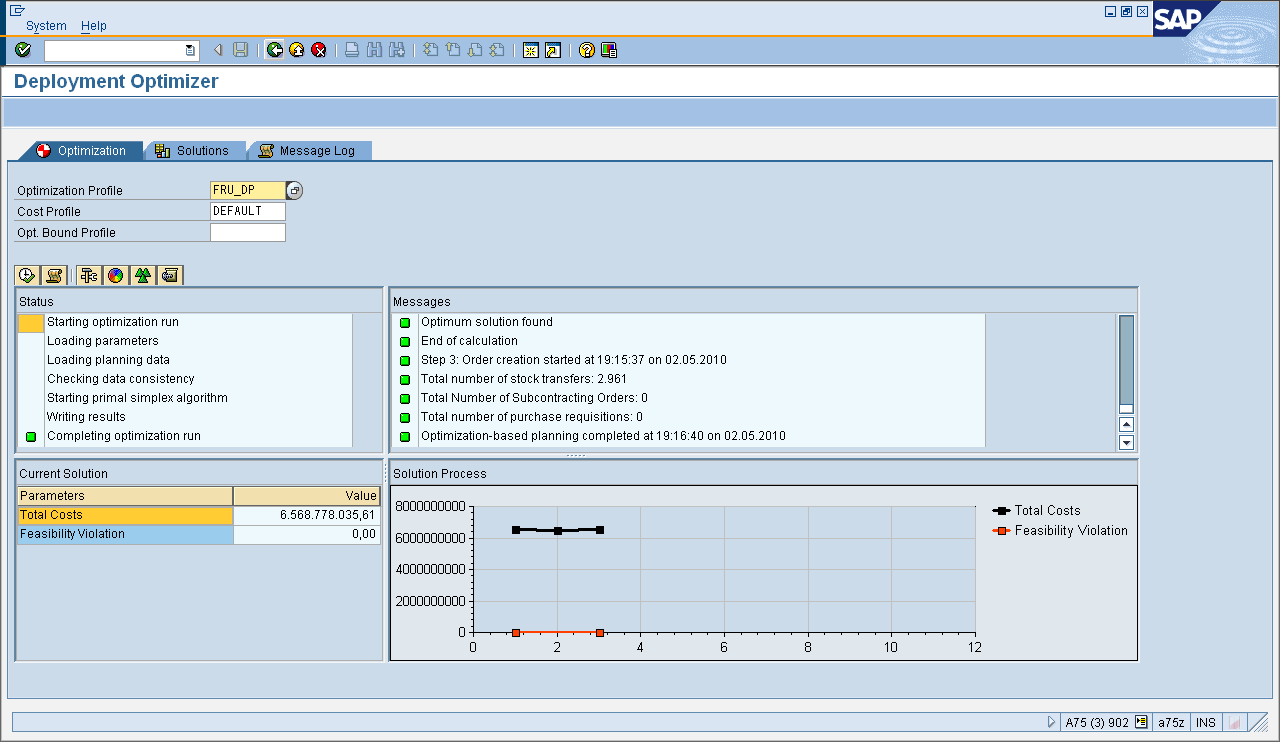 System Help
SAP
Deployment Optimizer
Optimization Solutions Message Log
Optimization Profile FRU_DP
Cost Profile DEFAULT
Opt. Bound Profile
Status
Starting optimization run
Loading parameters
Loading planning data
Checking data consistency
Starting primal simplex algorithm
Writing results
Completing optimization run
Messages
Optimum solution found
End of calculation
Step 3: Order creation started at 19:15:37 on 02.05.2010
Total number of stock transfers: 2.961
Total Number of Subcontracting Orders: 0
Total number of purchase requisitions: 0
Optimization-based planning completed at 19:16:40 on 02.05.2010
Current Solution
Parameters Value
Total Costs 6.568.778.035,61
Feasibility Violation 0,00
Solution Process
8000000000
6000000000
4000000000
2000000000
0
0 2 4 6 8 10 12
Total Costs
Feasibility Violation
A75 (3) 902 a75z INS